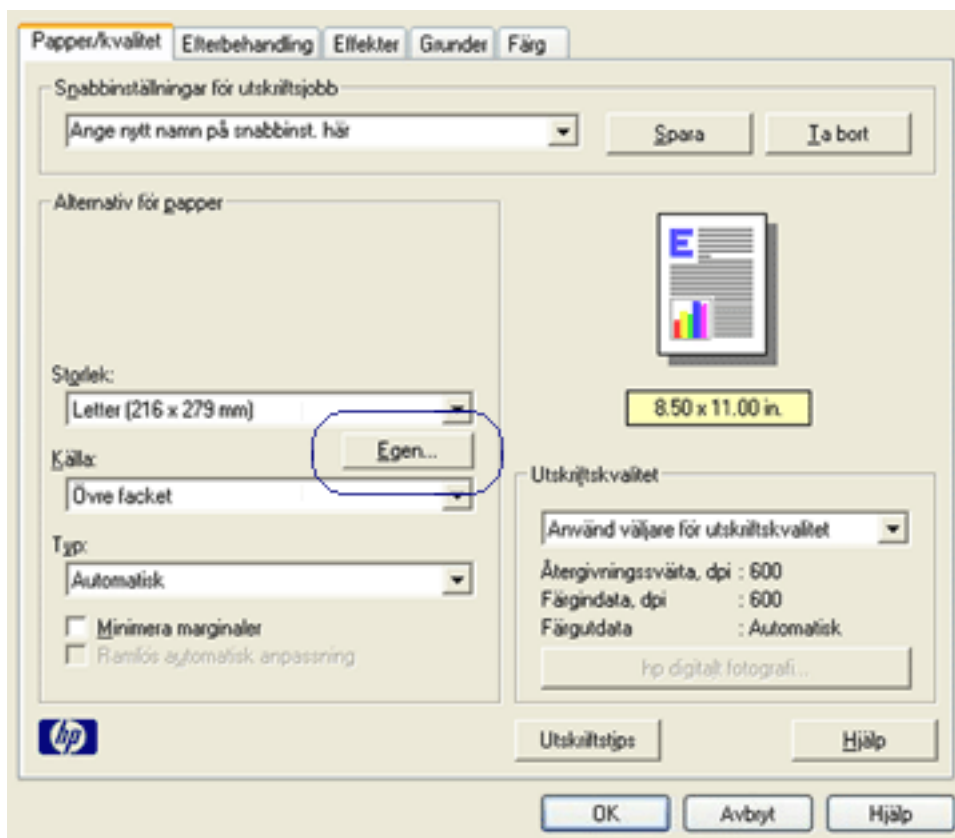 Papper/kvalitet Efterbehandling Effekter Grunder Färg
Snabbinställningar för utskriftsjobb
Ange nytt namn på snabbinst. här
Spara Ta bort
Alternativ för papper
E
Storlek:
Letter (216 x 279 mm)
8.50 x 11.00 in.
Egen...
Källa:
Övre facket
Utskriftskvalitet
Använd väljare för utskriftskvalitet
Typ:
Automatisk
Återgivningssvärta, dpi : 600
Färgindata, dpi : 600
Färgutdata : Automatisk
Minimera marginaler
Ramlös automatisk anpassning
hp digitalt fotografi...
hp
Utskriftstips Hjälp
OK Avbryt Hjälp